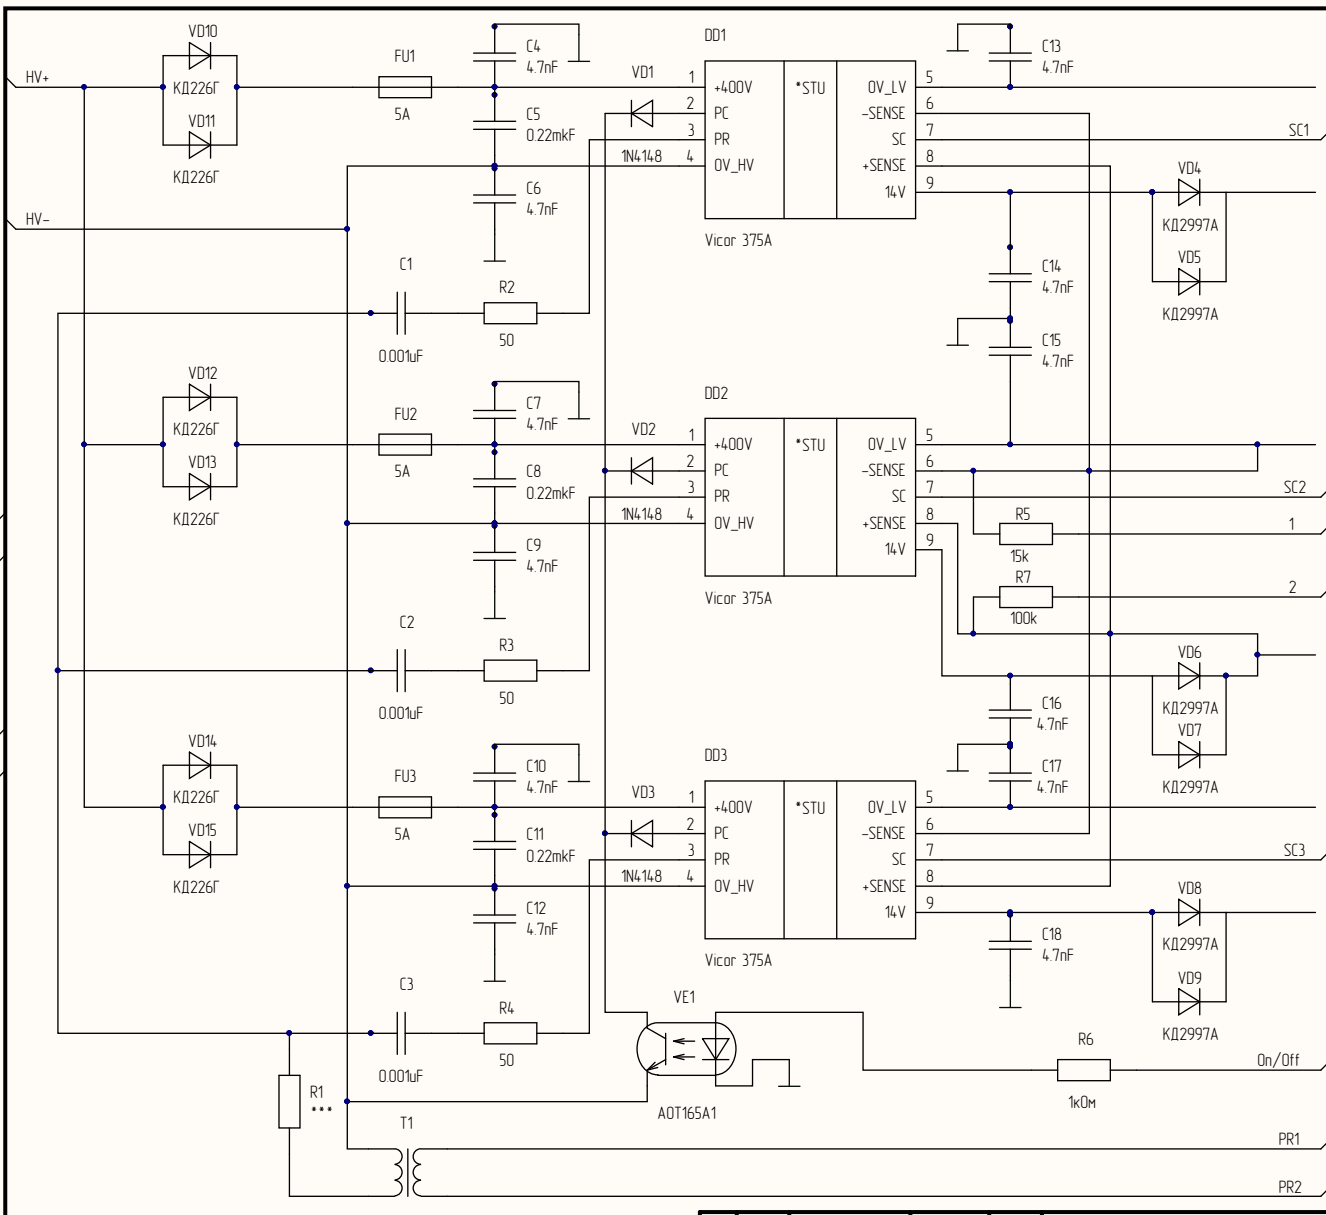 HV+
HV-
VD10
КД226Г
VD11
КД226Г
FU1
5A
C4
4.7nF
C5
0.22mkF
C6
4.7nF
VD1
1N4148
DD1
1
2
3
4
+400V
PC
PR
0V_HV
*STU
0V_LV
-SENSE
SC
+SENSE
14V
5
6
7
8
9
Vicor 375A
C13
4.7nF
SC1
VD4
КД2997А
VD5
КД2997А
C14
4.7nF
C15
4.7nF
C1
0.001uF
R2
50
VD12
КД226Г
VD13
КД226Г
FU2
5A
C7
4.7nF
C8
0.22mkF
C9
4.7nF
VD2
1N4148
DD2
1
2
3
4
+400V
PC
PR
0V_HV
*STU
0V_LV
-SENSE
SC
+SENSE
14V
5
6
7
8
9
Vicor 375A
SC2
R5
15k
1
R7
100k
2
VD6
КД2997А
VD7
КД2997А
C16
4.7nF
C17
4.7nF
C2
0.001uF
R3
50
VD14
КД226Г
VD15
КД226Г
FU3
5A
C10
4.7nF
C11
0.22mkF
C12
4.7nF
VD3
1N4148
DD3
1
2
3
4
+400V
PC
PR
0V_HV
*STU
0V_LV
-SENSE
SC
+SENSE
14V
5
6
7
8
9
Vicor 375A
SC3
VD8
КД2997А
VD9
КД2997А
C18
4.7nF
C3
0.001uF
R4
50
VE1
АОТ165А1
R6
1кОм
On/Off
R1
***
T1
PR1
PR2